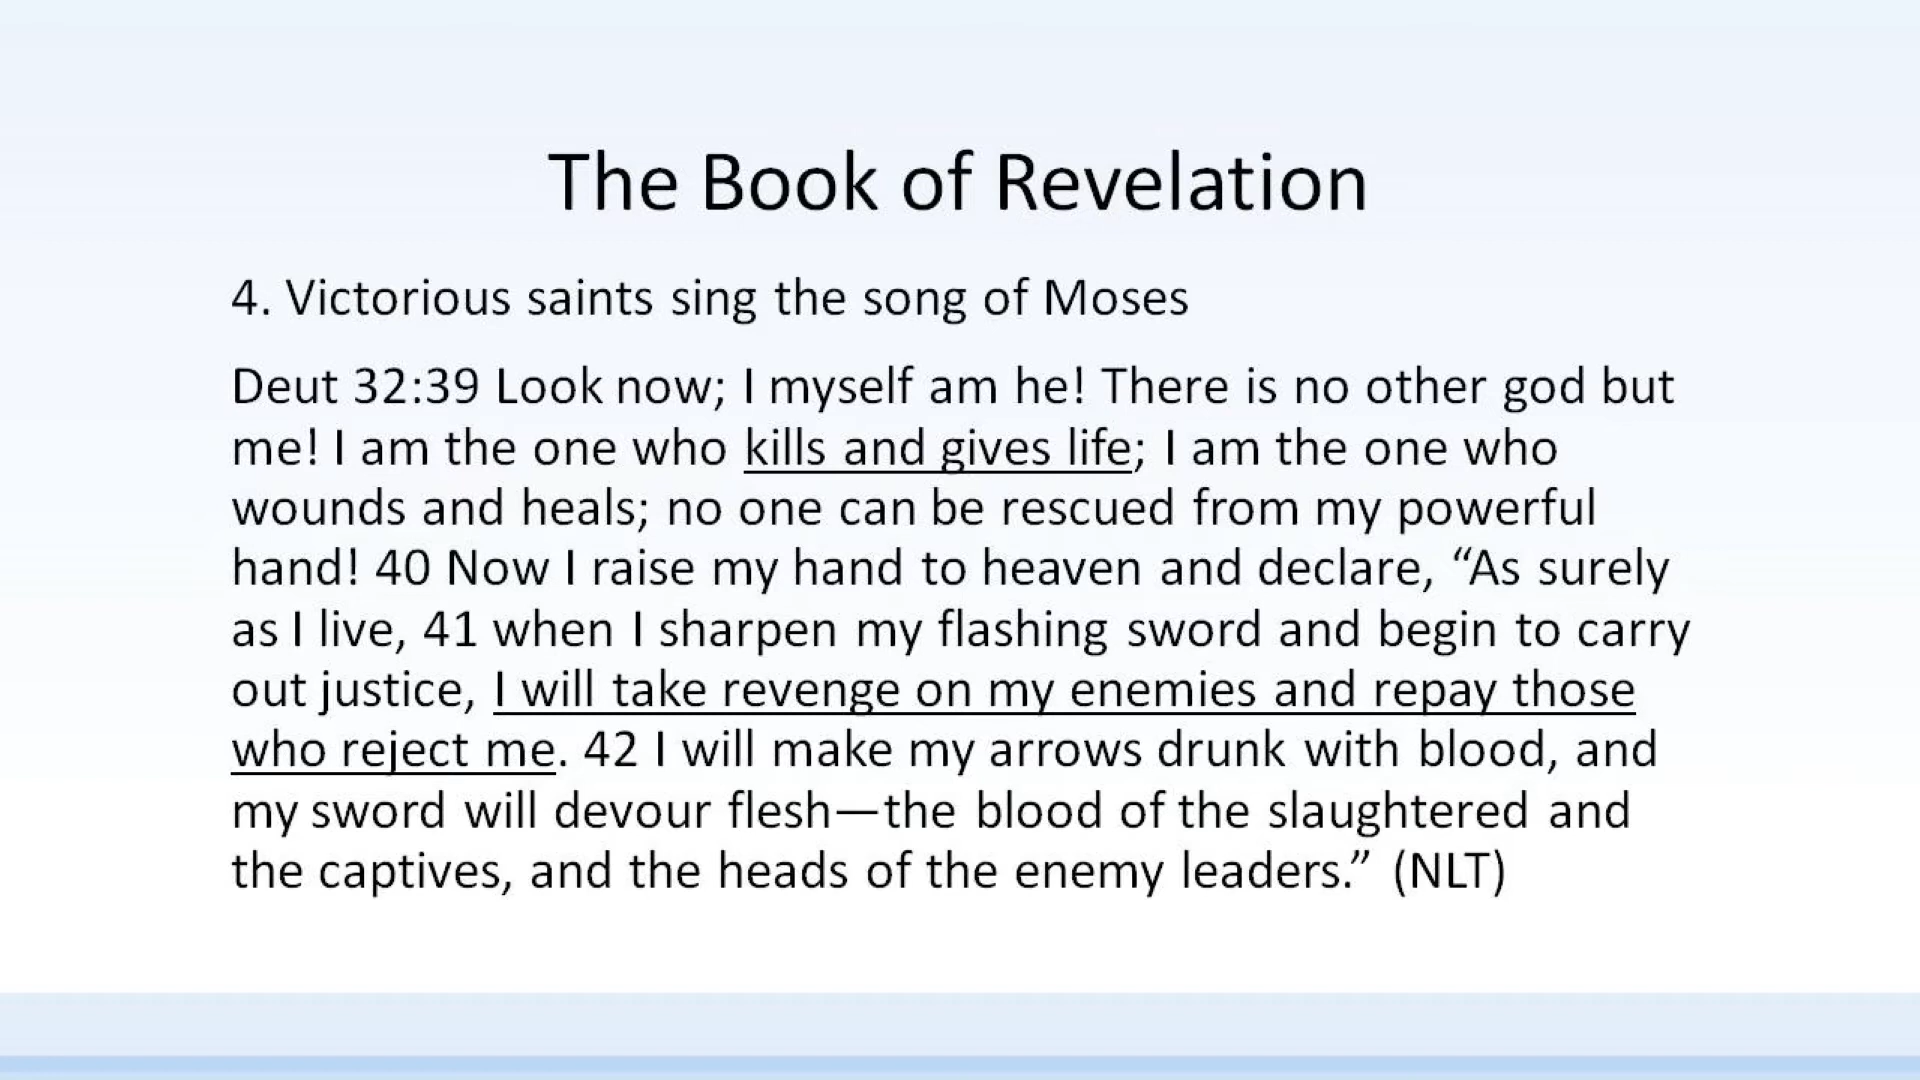 The Book of Revelation
4. Victorious saints sing the song of Moses
Deut 32:39 Look now; I myself am he! There is no other god but
me! I am the one who kills and gives life; I am the one who
wounds and heals; no one can be rescued from my powerful
hand! 40 Now I raise my hand to heaven and declare, “As surely
as I live, 41 when I sharpen my flashing sword and begin to carry
out justice, I will take revenge on my enemies and repay those
who reject me. 42 I will make my arrows drunk with blood, and
my sword will devour flesh—the blood of the slaughtered and
the captives, and the heads of the enemy leaders.” (NLT)